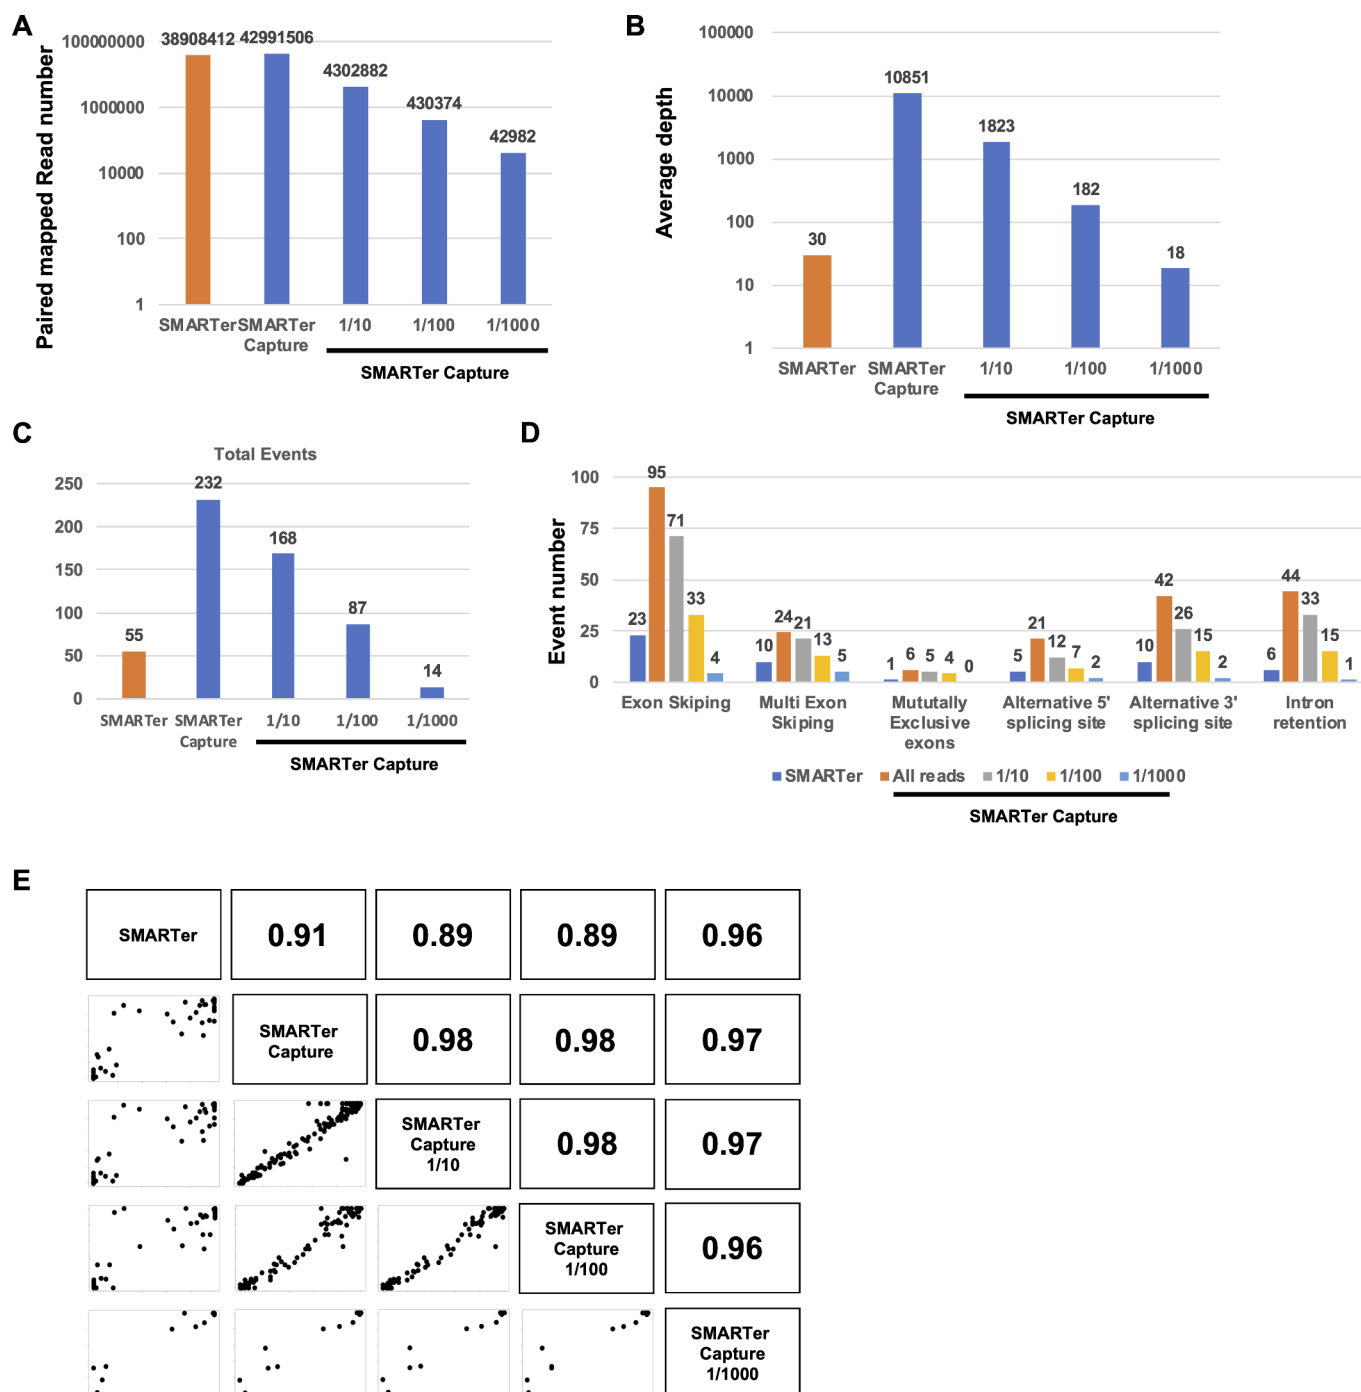 A
Paired mapped Read number
100000000
1000000
10000
100
1
38908412
42991506
4302882
430374
42982
SMARTer
SMARTer
Capture
1/10
1/100
1/1000
SMARTer Capture
B
Average depth
100000
10000
1000
100
10
1
30
10851
1823
182
18
SMARTer
SMARTer
Capture
1/10
1/100
1/1000
SMARTer Capture
C
Total Events
250
200
150
100
50
0
55
232
168
87
14
SMARTer
SMARTer
Capture
1/10
1/100
1/1000
SMARTer Capture
D
Event number
100
75
50
25
0
23
95
71
33
4
10
24
21
13
5
1
6
5
4
0
5
21
12
7
2
10
42
26
15
2
6
44
33
15
1
Exon Skiping
Multi Exon
Skiping
Mututally
Exclusive
exons
Alternative 5'
splicing site
Alternative 3'
splicing site
Intron
retention
SMARTer
All reads
1/10
1/100
1/1000
SMARTer Capture
E
SMARTer
0.91
0.89
0.89
0.96
SMARTer
Capture
0.98
0.98
0.97
SMARTer
Capture
1/10
0.98
0.97
SMARTer
Capture
1/100
0.96
SMARTer
Capture
1/1000